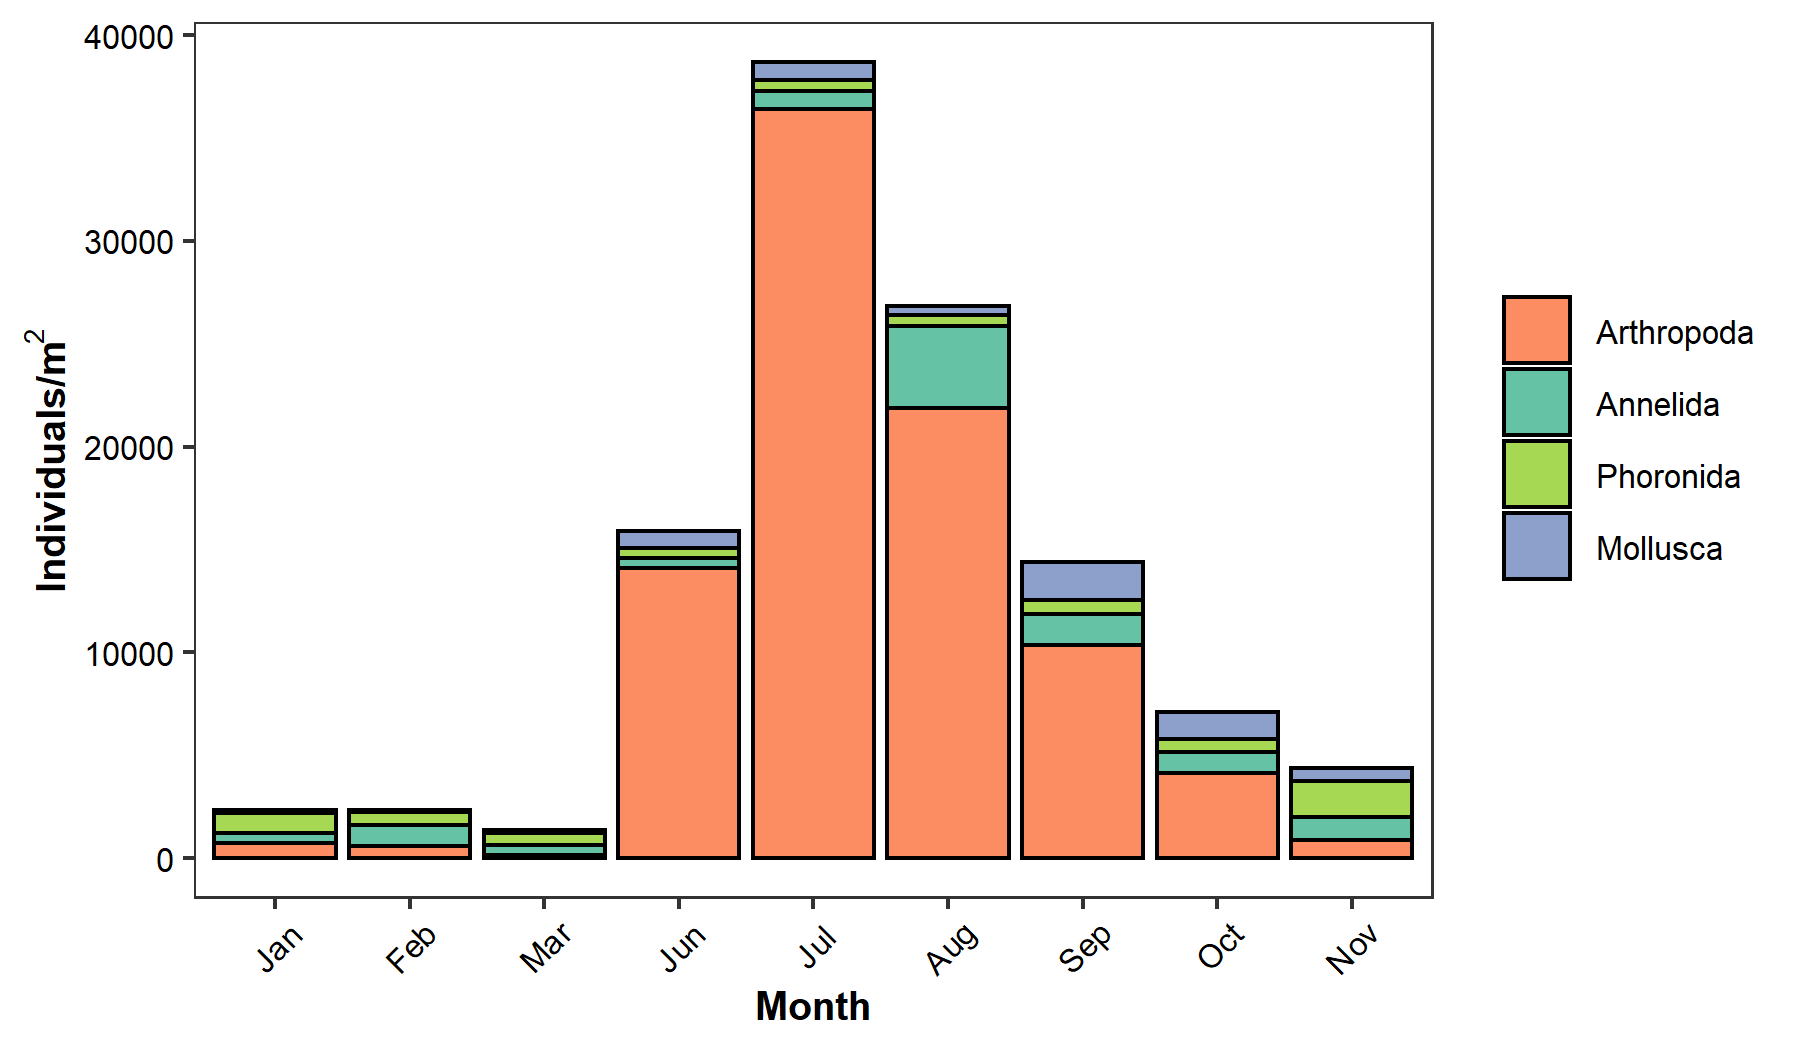 40000
30000
20000
10000
0
Individuals/m²
Jan
Feb
Mar
Jun
Jul
Aug
Sep
Oct
Nov
Month
Arthropoda
Annelida
Phoronida
Mollusca